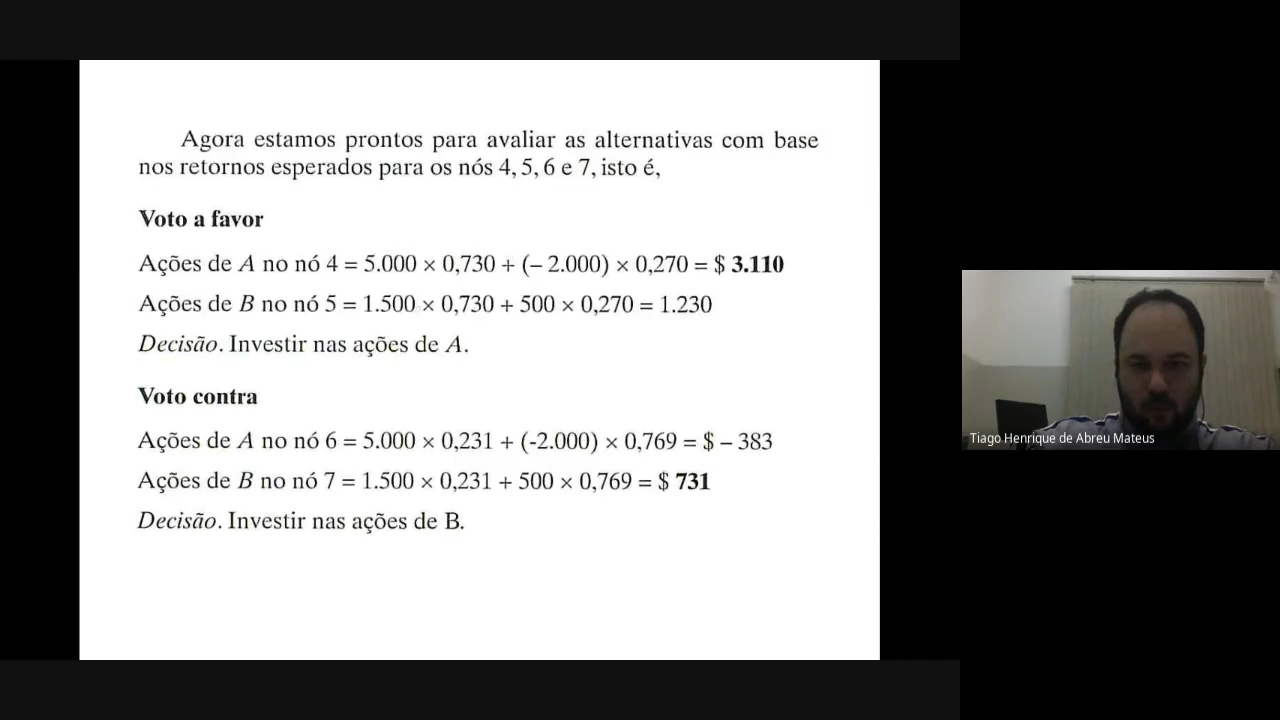 Agora estamos prontos para avaliar as alternativas com base
nos retornos esperados para os nós 4, 5, 6 e 7, isto é,
Voto a favor
Ações de A no nó 4 = 5.000 × 0,730 + (– 2.000) × 0,270 = $ 3.110
Ações de B no nó 5 = 1.500 × 0,730 + 500 × 0,270 = 1.230
Decisão. Investir nas ações de A.
Voto contra
Ações de A no nó 6 = 5.000 × 0,231 + (-2.000) × 0,769 = $ – 383
Ações de B no nó 7 = 1.500 × 0,231 + 500 × 0,769 = $ 731
Decisão. Investir nas ações de B.
Tiago Henrique de Abreu Mateus